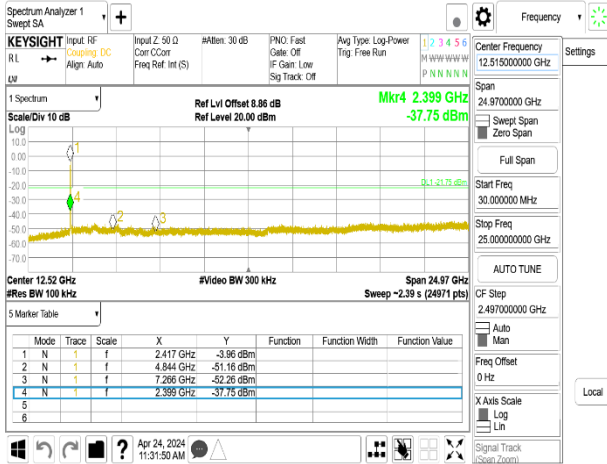 Spectrum Analyzer 1
Swept SA
Frequency
KEYSIGHT
RL
Input: RF
Coupling: DC
Align: Auto
Input Z: 50 Ω
Corr CCorr
Freq Ref: Int (S)
#Atten: 30 dB
PNO: Fast
Gate: Off
IF Gain: Low
Sig Track: Off
Avg Type: Log-Power
Trig: Free Run
1 2 3 4 5 6
M W W W W W
P N N N N N
1 Spectrum
Scale/Div 10 dB
Ref Lvl Offset 8.86 dB
Ref Level 20.00 dBm
Mkr4 2.399 GHz
-37.75 dBm
Log
10.0
0.00
-10.0
-20.0
-30.0
-40.0
-50.0
-60.0
-70.0
1
4
2
3
DL1 -21.75 dBm
Center 12.52 GHz
#Res BW 100 kHz
#Video BW 300 kHz
Span 24.97 GHz
Sweep ~2.39 s (24971 pts)
5 Marker Table
Mode Trace Scale X Y Function Function Width Function Value
1 N 1 f 2.417 GHz -3.96 dBm
2 N 1 f 4.844 GHz -51.16 dBm
3 N 1 f 7.266 GHz -52.26 dBm
4 N 1 f 2.399 GHz -37.75 dBm
5
6
Apr 24, 2024
11:31:50 AM
Center Frequency
12.515000000 GHz
Span
24.9700000 GHz
Swept Span
Zero Span
Full Span
Start Freq
30.000000 MHz
Stop Freq
25.000000000 GHz
AUTO TUNE
CF Step
2.497000000 GHz
Auto
Man
Freq Offset
0 Hz
X Axis Scale
Log
Lin
Signal Track
(Span Zoom)
Settings
Local